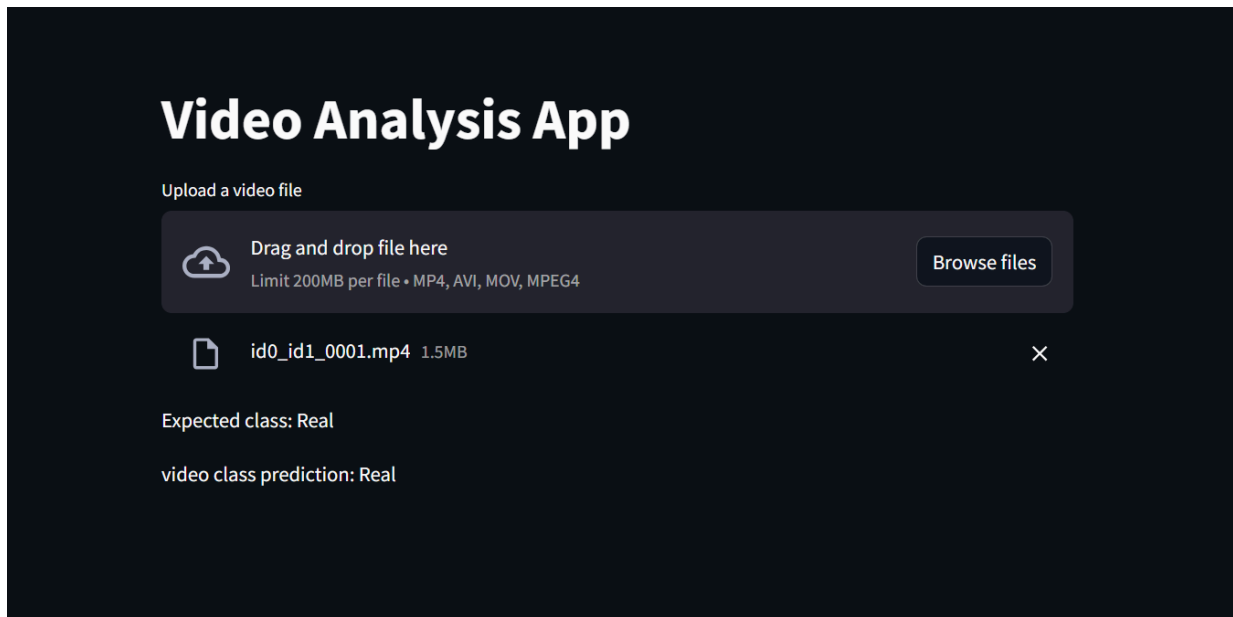 Video Analysis App
Upload a video file
Drag and drop file here
Limit 200MB per file • MP4, AVI, MOV, MPEG4
Browse files
id0_id1_0001.mp4 1.5MB
Expected class: Real
video class prediction: Real